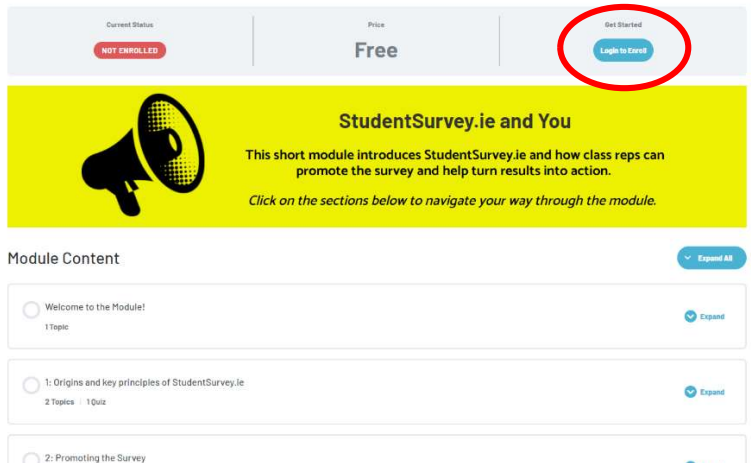 Current Status
Price
Get Started
NOT ENROLLED
Free
Login to Enroll
StudentSurvey.ie and You
This short module introduces StudentSurvey.ie and how class reps can
promote the survey and help turn results into action.
Click on the sections below to navigate your way through the module.
Module Content
Expand All
Welcome to the Module!
1 Topic
Expand
1: Origins and key principles of StudentSurvey.ie
2 Topics | 1 Quiz
Expand
2: Promoting the Survey